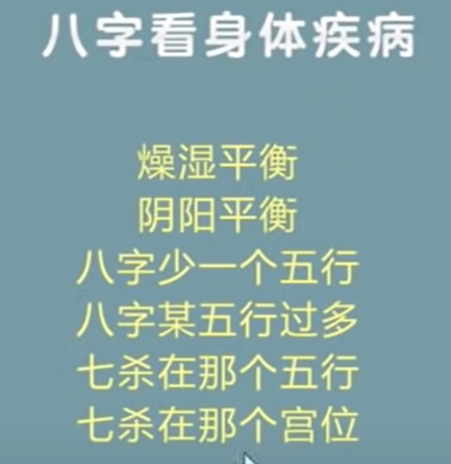 八字看身体疾病
燥湿平衡
阴阳平衡
八字少一个五行
八字某五行过多
七杀在那个五行
七杀在那个宫位